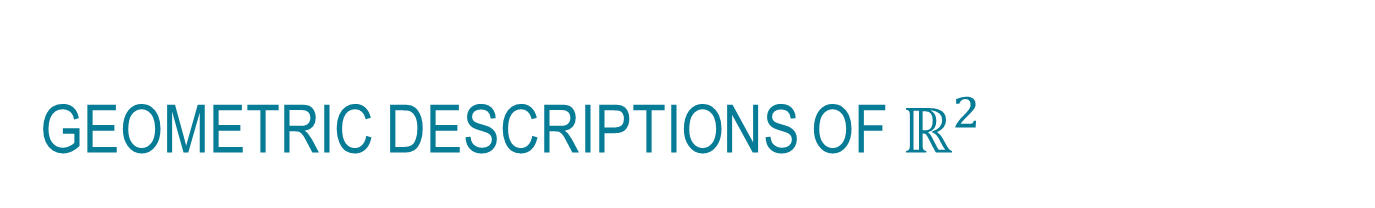 GEOMETRIC DESCRIPTIONS OF ℝ²